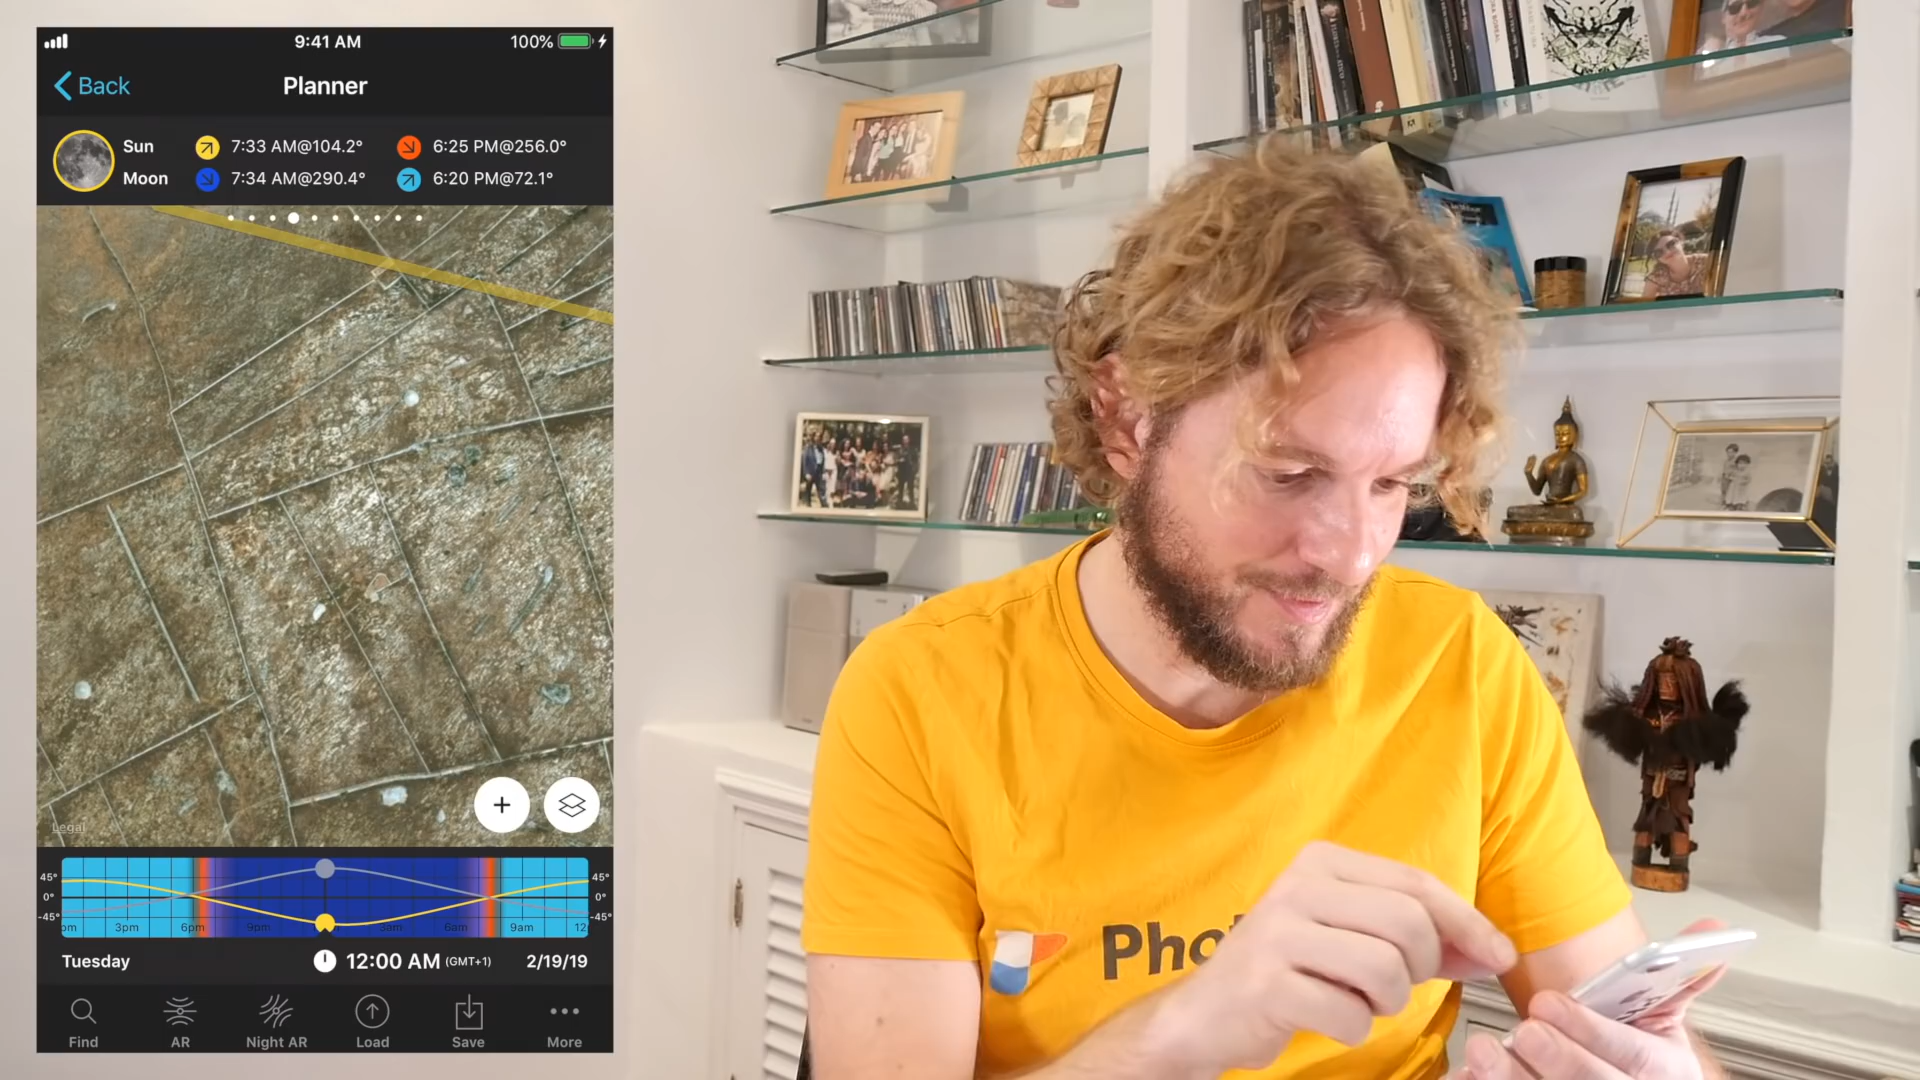 9:41 AM
100%
Back
Planner
Sun 7:33 AM@104.2° 6:25 PM@256.0°
Moon 7:34 AM@290.4° 6:20 PM@72.1°
Legal
45° 45°
0° 0°
-45° -45°
pm 3pm 6pm 9pm 3am 6am 9am 12
Tuesday 12:00 AM (GMT+1) 2/19/19
Find AR Night AR Load Save More
Pho